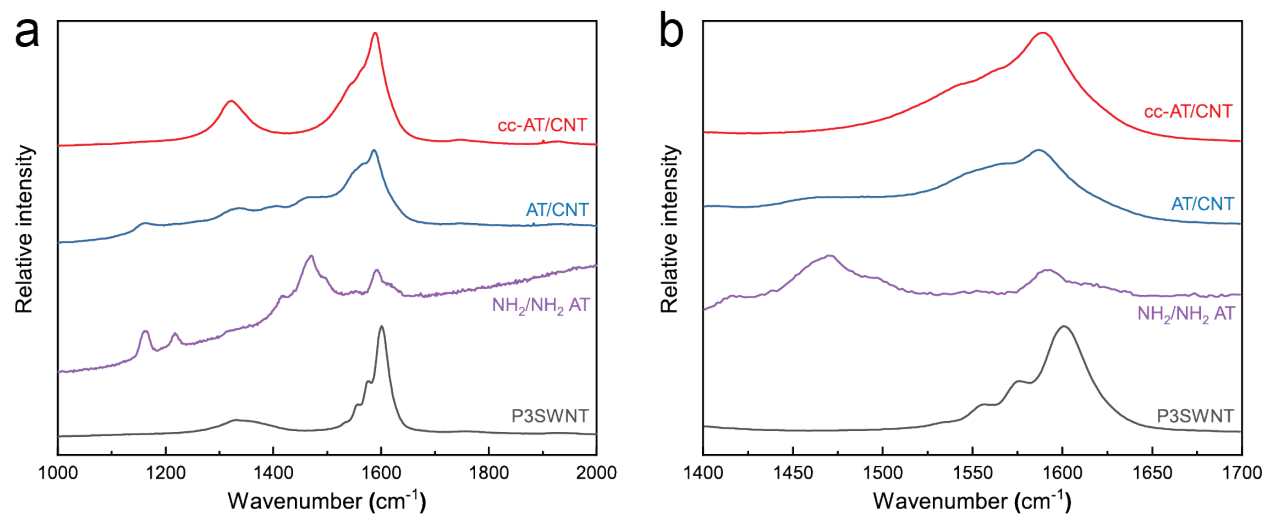 a
Relative intensity
cc-AT/CNT
AT/CNT
NH₂/NH₂ AT
P3SWNT
1000 1200 1400 1600 1800 2000
Wavenumber (cm⁻¹)
b
Relative intensity
cc-AT/CNT
AT/CNT
NH₂/NH₂ AT
P3SWNT
1400 1450 1500 1550 1600 1650 1700
Wavenumber (cm⁻¹)